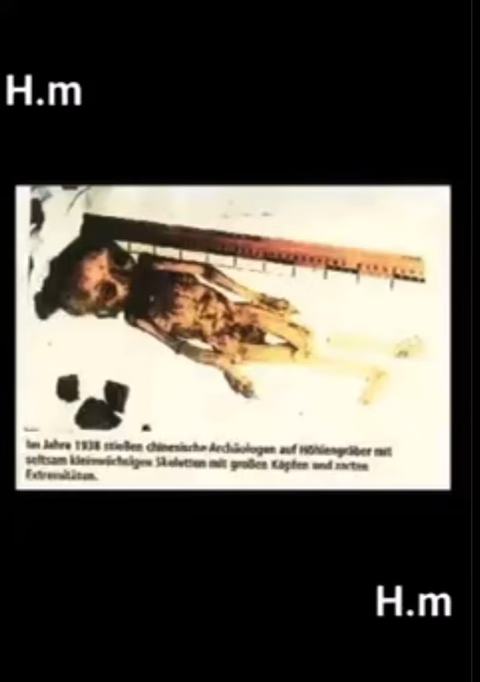 H.m
Im Jahre 1938 stießen chinesische Archäologen auf Höhlengräber mit
seltsam kleinwüchsigen Skeletten mit großen Köpfen und zarten
Extremitäten.
H.m